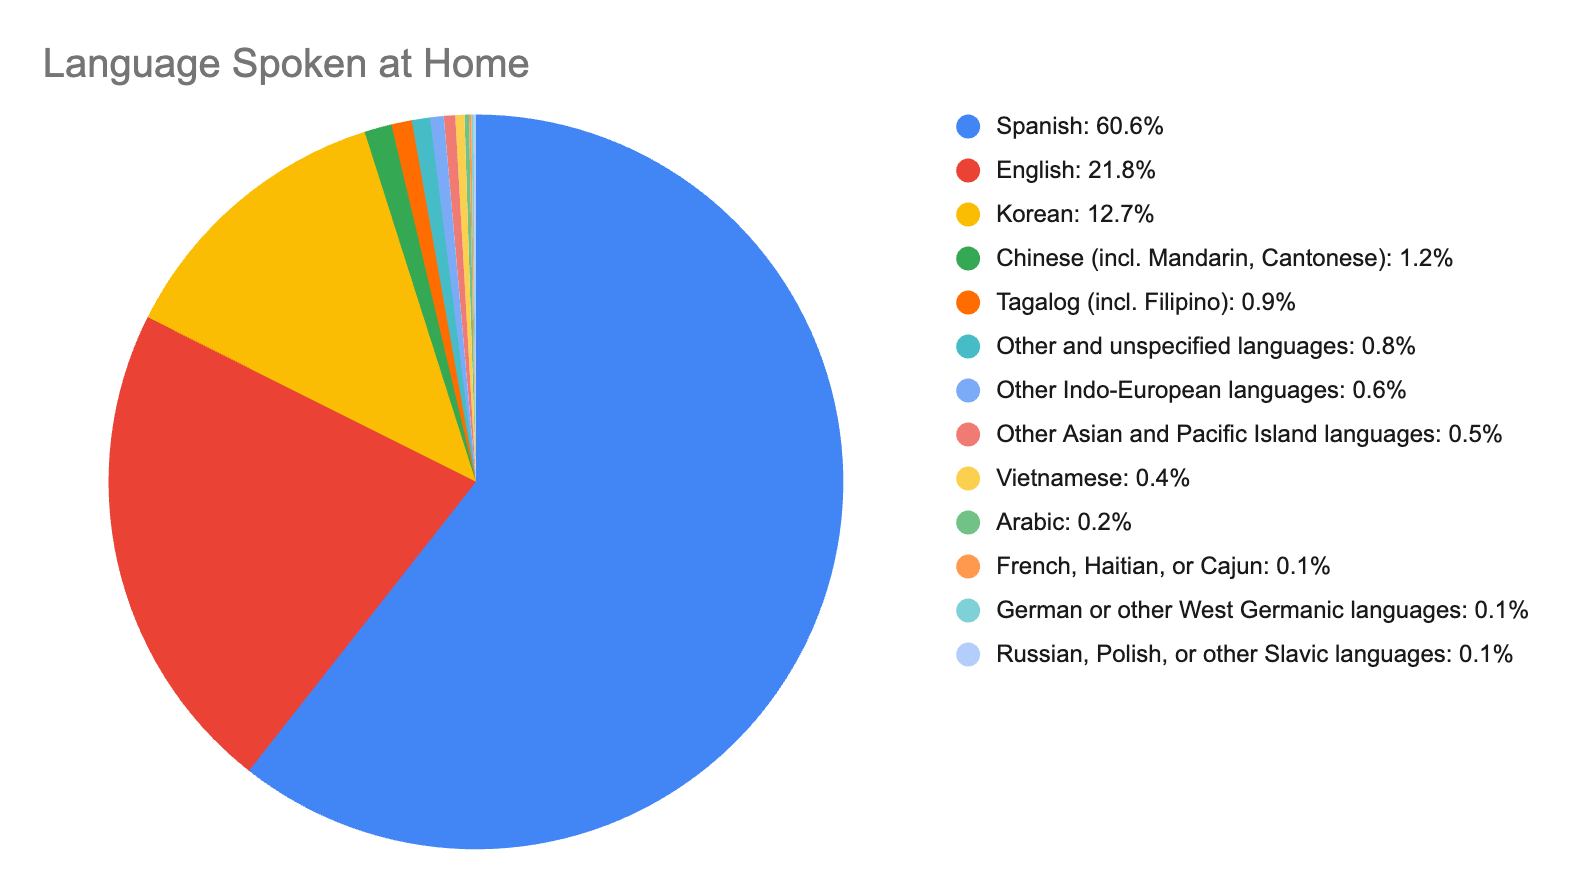 Language Spoken at Home
Spanish: 60.6%
English: 21.8%
Korean: 12.7%
Chinese (incl. Mandarin, Cantonese): 1.2%
Tagalog (incl. Filipino): 0.9%
Other and unspecified languages: 0.8%
Other Indo-European languages: 0.6%
Other Asian and Pacific Island languages: 0.5%
Vietnamese: 0.4%
Arabic: 0.2%
French, Haitian, or Cajun: 0.1%
German or other West Germanic languages: 0.1%
Russian, Polish, or other Slavic languages: 0.1%